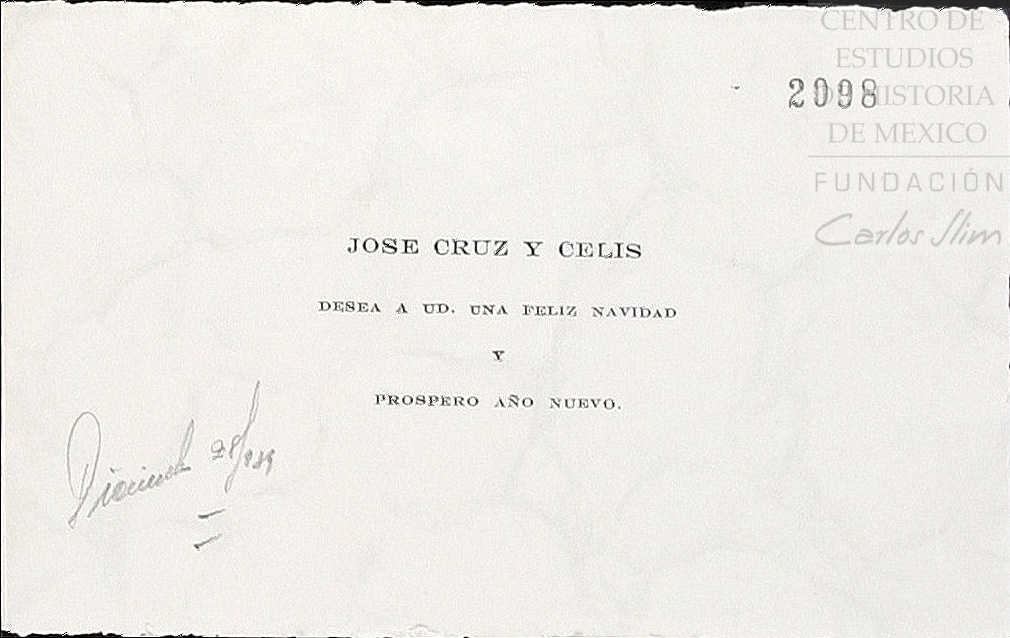 CENTRO DE
ESTUDIOS
DE HISTORIA
DE MEXICO
FUNDACIÓN
Carlos Slim
2098
JOSE CRUZ Y CELIS
DESEA A UD. UNA FELIZ NAVIDAD
Y
PROSPERO AÑO NUEVO.